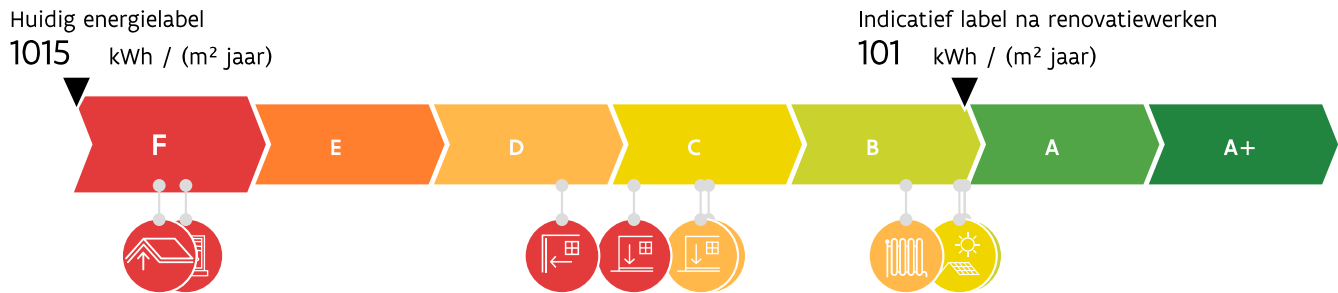 Huidig energielabel
1015 kWh / (m² jaar)
Indicatief label na renovatiewerken
101 kWh / (m² jaar)
F E D C B A A+